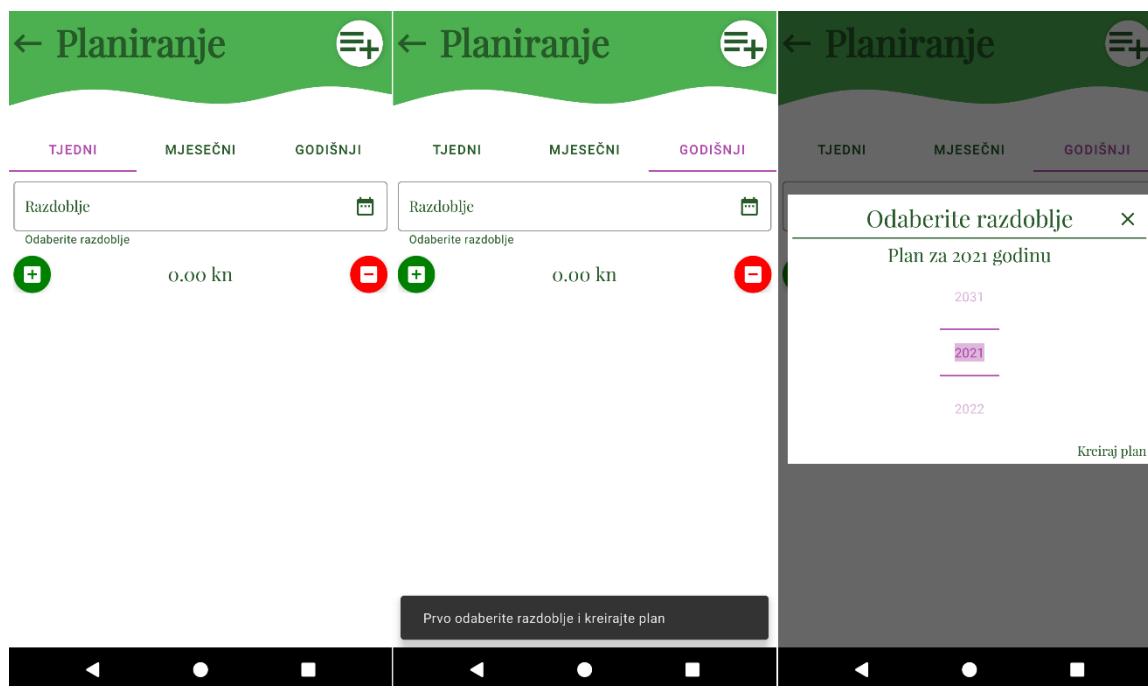 Planiranje
TJEDNI MJESEČNI GODIŠNJI
Razdoblje
Odaberite razdoblje
0.00 kn
Planiranje
TJEDNI MJESEČNI GODIŠNJI
Razdoblje
Odaberite razdoblje
0.00 kn
Prvo odaberite razdoblje i kreirajte plan
Planiranje
TJEDNI MJESEČNI GODIŠNJI
Odaberite razdoblje
Plan za 2021 godinu
2031
2021
2022
Kreiraj plan